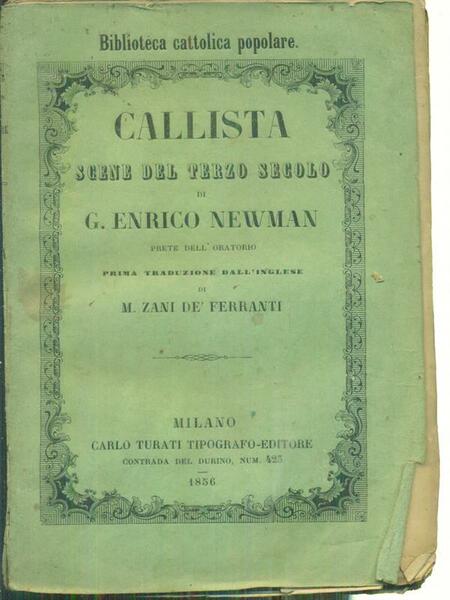 Biblioteca cattolica popolare.
CALLISTA
SCENE DEL TERZO SECOLO
DI
G. ENRICO NEWMAN
PRETE DELL' ORATORIO
PRIMA TRADUZIONE DALL'INGLESE
DI
M. ZANI DE' FERRANTI
MILANO
CARLO TURATI TIPOGRAFO-EDITORE
CONTRADA DEL DURINO, NUM. 425
1856